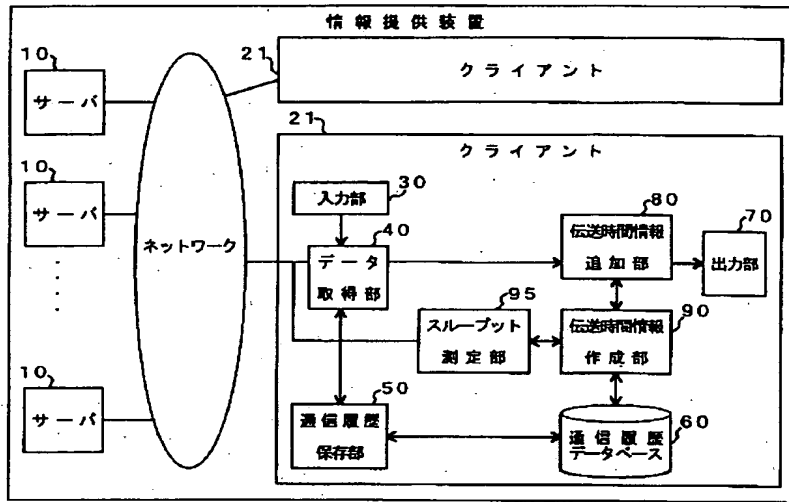 情報提供装置
10
サーバ
10
サーバ
10
サーバ
ネットワーク
21
クライアント
21
クライアント
入力部
30
データ
取得部
40
通信履歴
保存部
50
スループット
測定部
95
伝送時間情報
追加部
80
出力部
70
伝送時間情報
作成部
90
通信履歴
データベース
60